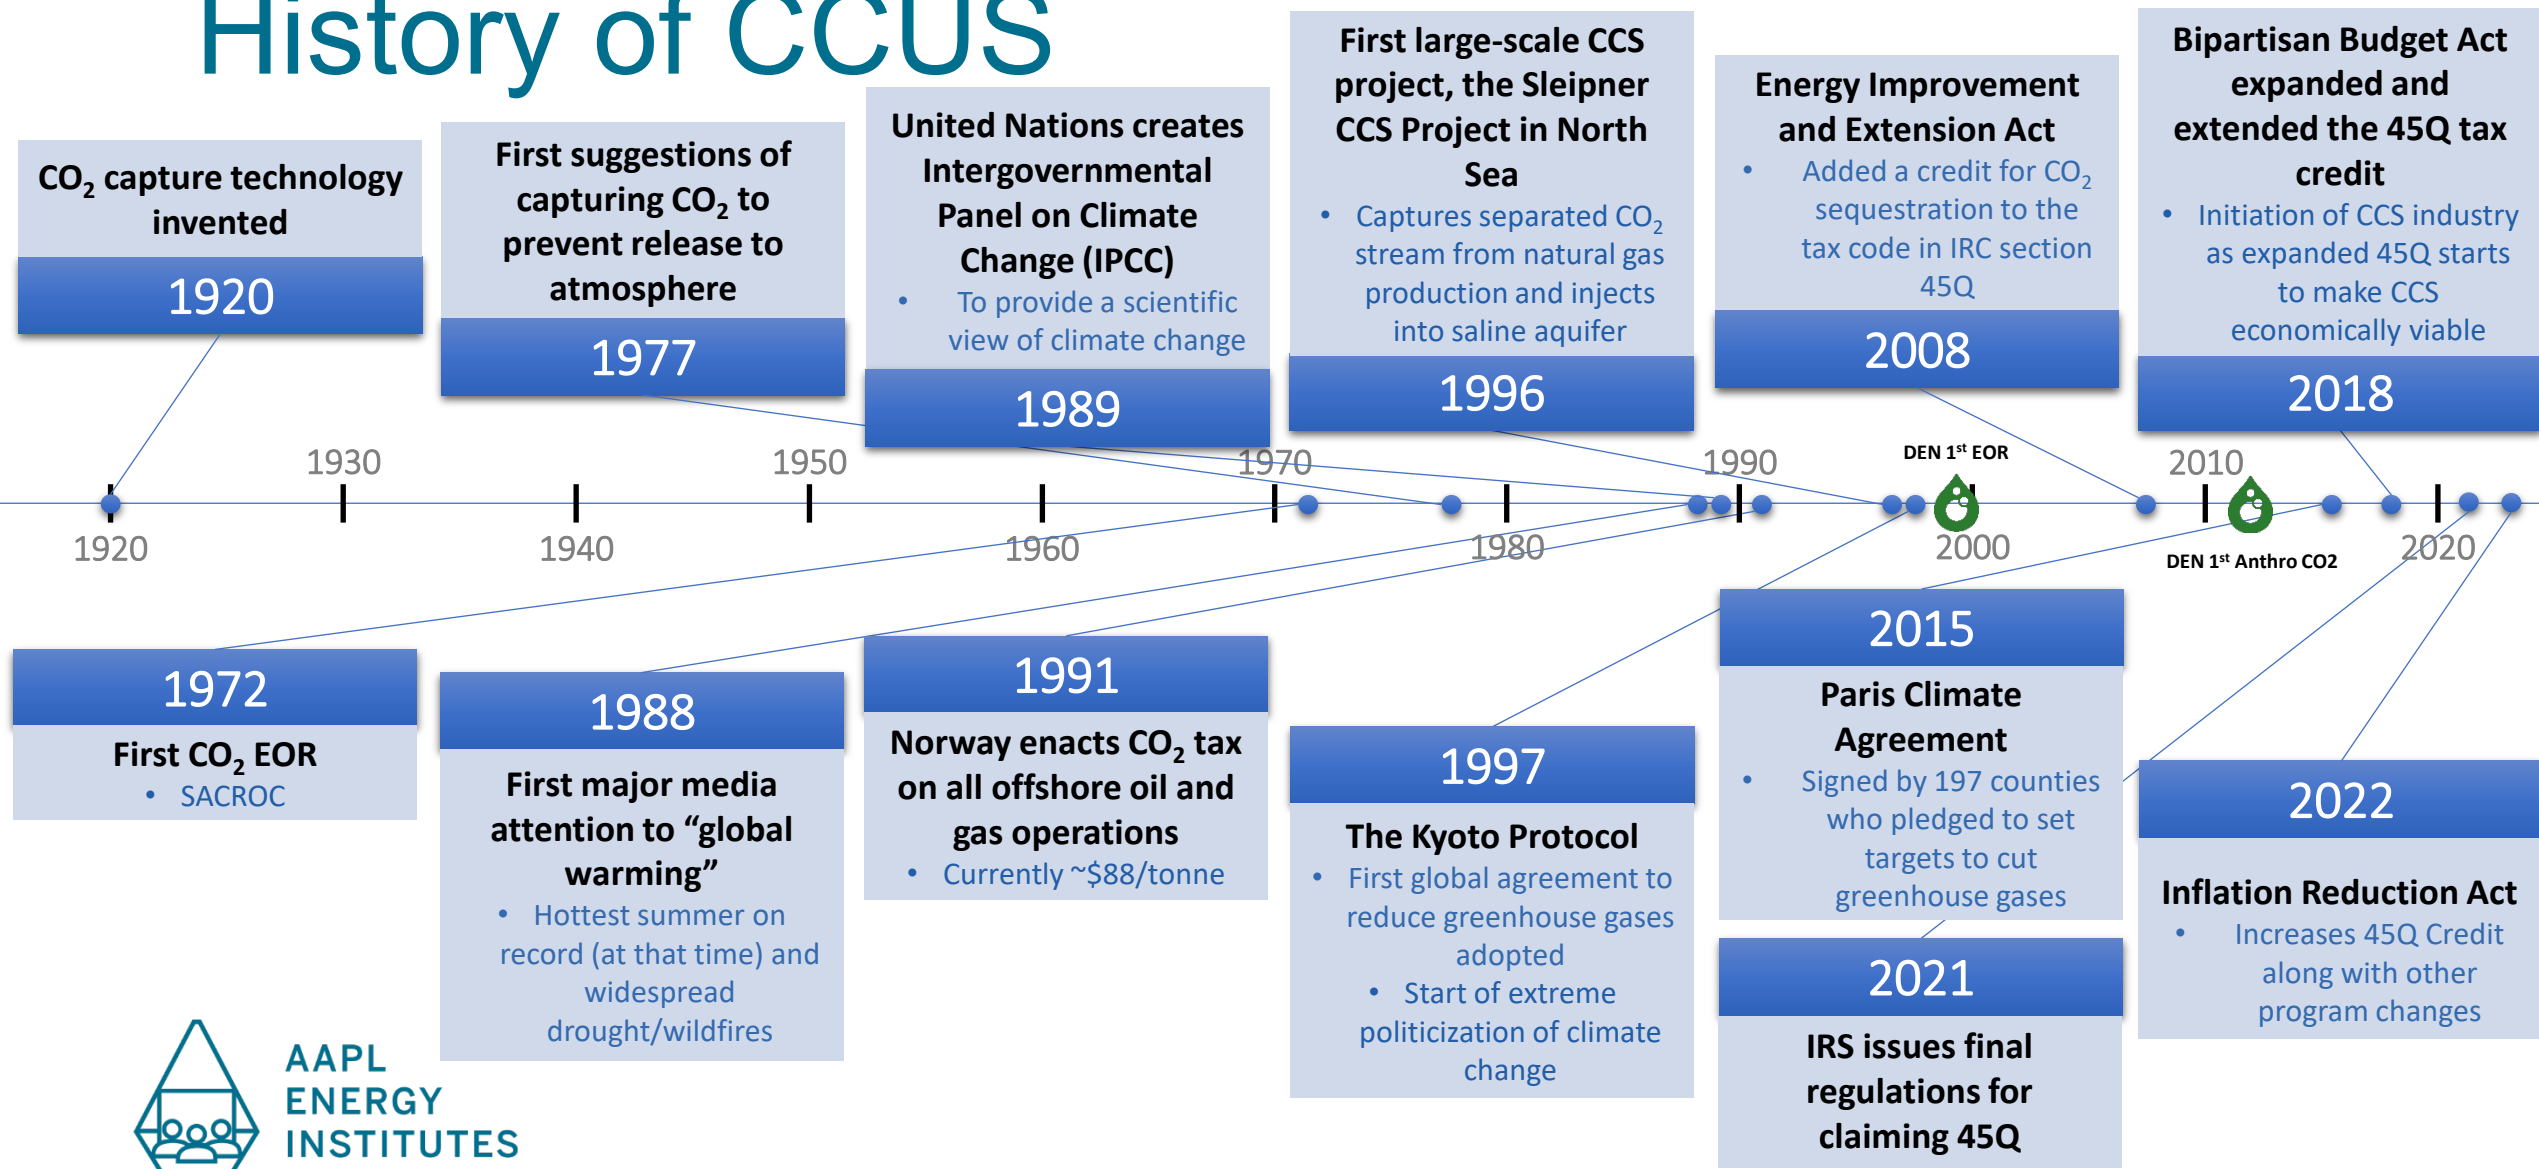 History of CCUS
CO₂ capture technology
invented
1920
First suggestions of
capturing CO₂ to
prevent release to
atmosphere
1977
United Nations creates
Intergovernmental
Panel on Climate
Change (IPCC)
• To provide a scientific
view of climate change
1989
First large-scale CCS
project, the Sleipner
CCS Project in North
Sea
• Captures separated CO₂
stream from natural gas
production and injects
into saline aquifer
1996
Energy Improvement
and Extension Act
• Added a credit for CO₂
sequestration to the
tax code in IRC section
45Q
2008
Bipartisan Budget Act
expanded and
extended the 45Q tax
credit
• Initiation of CCS industry
as expanded 45Q starts
to make CCS
economically viable
2018
1930
1950
1970
1990
DEN 1st EOR
2010
1920
1940
1960
1980
2000
DEN 1st Anthro CO2
2020
1972
First CO₂ EOR
• SACROC
1988
First major media
attention to “global
warming”
• Hottest summer on
record (at that time) and
widespread
drought/wildfires
1991
Norway enacts CO₂ tax
on all offshore oil and
gas operations
• Currently ~$88/tonne
1997
The Kyoto Protocol
• First global agreement to
reduce greenhouse gases
adopted
• Start of extreme
politicization of climate
change
2015
Paris Climate
Agreement
• Signed by 197 counties
who pledged to set
targets to cut
greenhouse gases
2021
IRS issues final
regulations for
claiming 45Q
2022
Inflation Reduction Act
• Increases 45Q Credit
along with other
program changes
AAPL
ENERGY
INSTITUTES